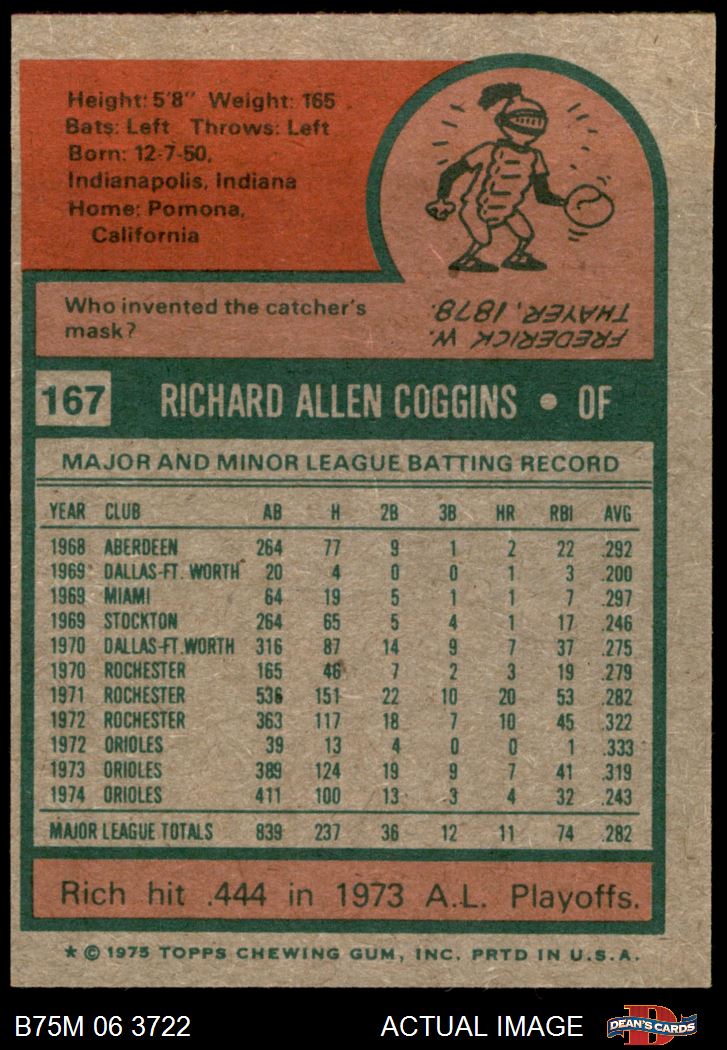 Height: 5'8" Weight: 165
Bats: Left Throws: Left
Born: 12-7-50,
Indianapolis, Indiana
Home: Pomona,
California
Who invented the catcher's
mask?
FREDERICK W.
THAYER, 1878.
167 RICHARD ALLEN COGGINS • OF
MAJOR AND MINOR LEAGUE BATTING RECORD
YEAR CLUB AB H 2B 3B HR RBI AVG
1968 ABERDEEN 264 77 9 1 2 22 .292
1969 DALLAS-FT. WORTH 20 4 0 0 1 3 .200
1969 MIAMI 64 19 5 1 1 7 .297
1969 STOCKTON 264 65 5 4 1 17 .246
1970 DALLAS-FT.WORTH 316 87 14 9 7 37 .275
1970 ROCHESTER 165 46 7 2 3 19 .279
1971 ROCHESTER 536 151 22 10 20 53 .282
1972 ROCHESTER 363 117 18 7 10 45 .322
1972 ORIOLES 39 13 4 0 0 1 .333
1973 ORIOLES 389 124 19 9 7 41 .319
1974 ORIOLES 411 100 13 3 4 32 .243
MAJOR LEAGUE TOTALS 839 237 36 12 11 74 .282
Rich hit .444 in 1973 A.L. Playoffs.
* © 1975 TOPPS CHEWING GUM, INC. PRTD IN U.S.A.
B75M 06 3722 ACTUAL IMAGE
D
DEAN'S CARDS